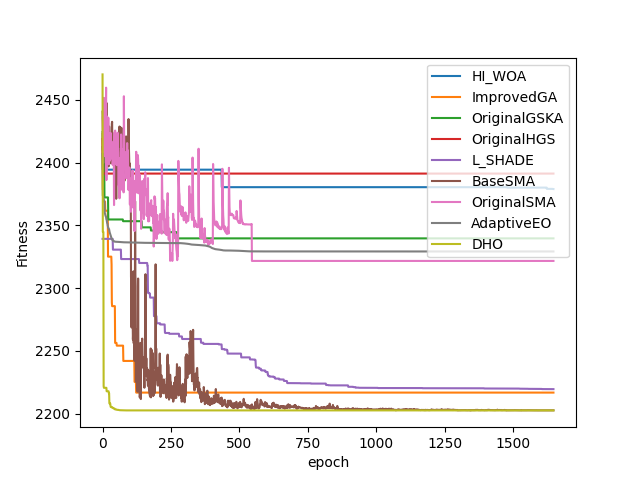 Fitness
2450
2400
2350
2300
2250
2200
0
250
500
750
1000
1250
1500
epoch
HI_WOA
ImprovedGA
OriginalGSKA
OriginalHGS
L_SHADE
BaseSMA
OriginalSMA
AdaptiveEO
DHO